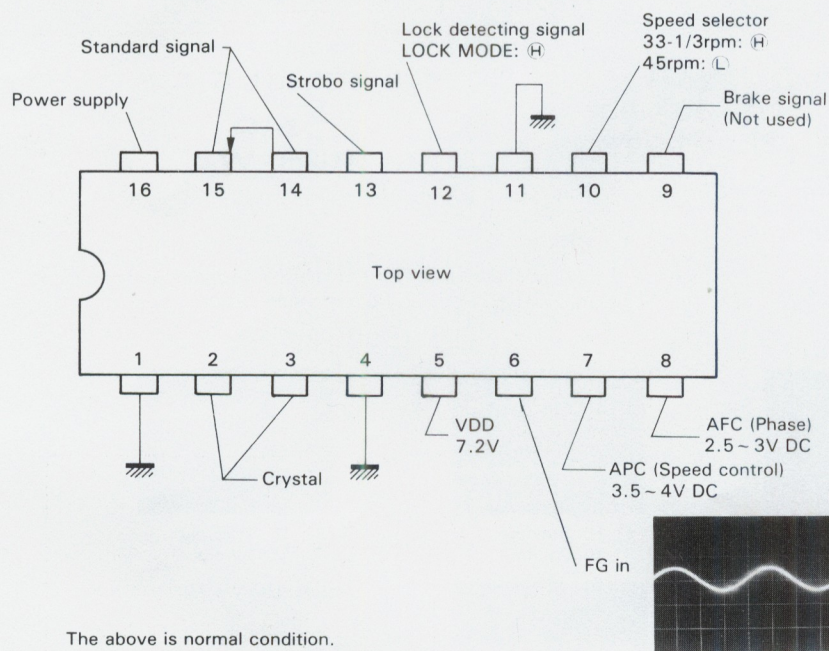 Lock detecting signal
LOCK MODE: Ⓗ
Speed selector
33-1/3rpm: Ⓗ
45rpm: Ⓛ
Standard signal
Strobo signal
Power supply
Brake signal
(Not used)
16 15 14 13 12 11 10 9
Top view
1 2 3 4 5 6 7 8
VDD
7.2V
AFC (Phase)
2.5 ~ 3V DC
APC (Speed control)
3.5 ~ 4V DC
Crystal
FG in
The above is normal condition.